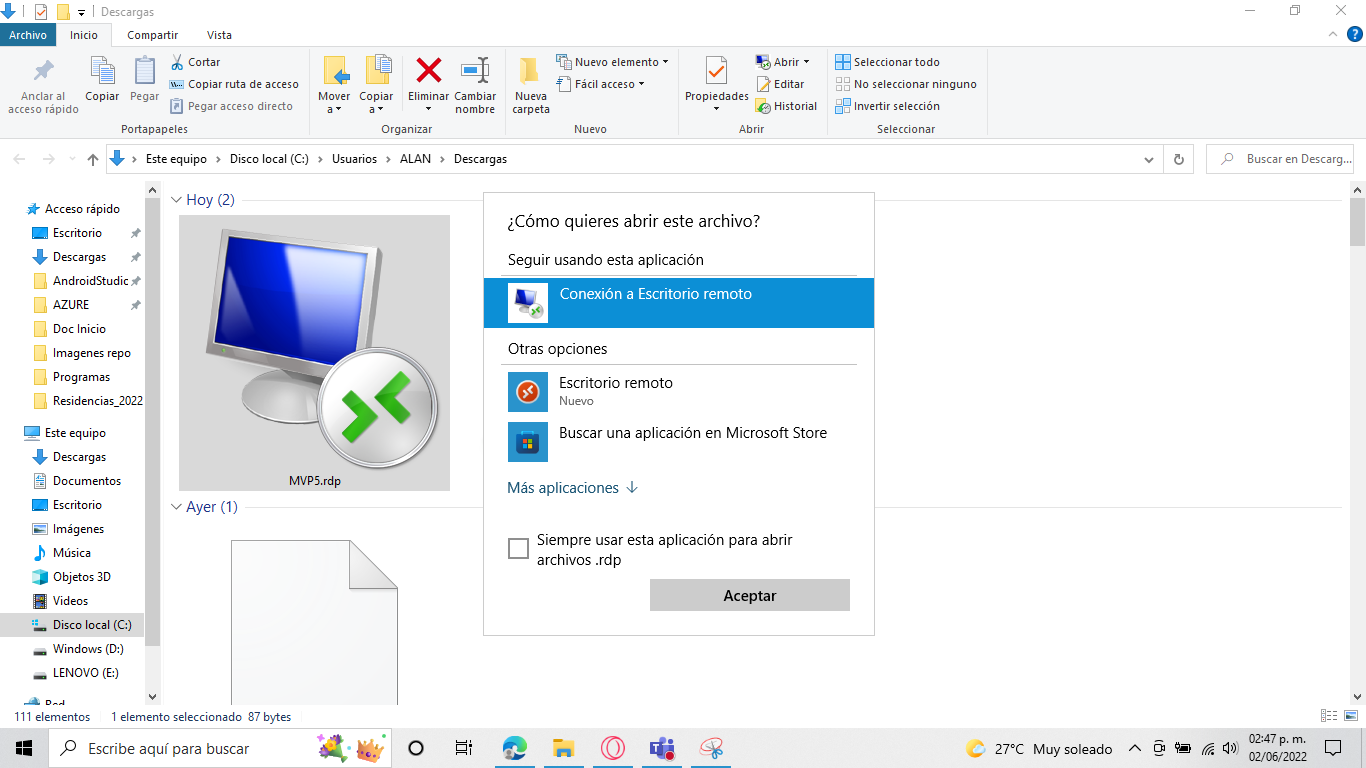 Descargas
Archivo
Inicio
Compartir
Vista
Anclar al
acceso rápido
Copiar
Pegar
Cortar
Copiar ruta de acceso
Pegar acceso directo
Portapapeles
Mover
a
Copiar
a
Eliminar
Cambiar
nombre
Organizar
Nueva
carpeta
Nuevo elemento
Fácil acceso
Nuevo
Propiedades
Abrir
Editar
Historial
Abrir
Seleccionar todo
No seleccionar ninguno
Invertir selección
Seleccionar
Este equipo > Disco local (C:) > Usuarios > ALAN > Descargas
Buscar en Descarg...
Acceso rápido
Escritorio
Descargas
AndroidStudic
AZURE
Doc Inicio
Imagenes repo
Programas
Residencias_2022
Este equipo
Descargas
Documentos
Escritorio
Imágenes
Música
Objetos 3D
Videos
Disco local (C:)
Windows (D:)
LENOVO (E:)
Red
Hoy (2)
MVP5.rdp
Ayer (1)
¿Cómo quieres abrir este archivo?
Seguir usando esta aplicación
Conexión a Escritorio remoto
Otras opciones
Escritorio remoto
Nuevo
Buscar una aplicación en Microsoft Store
Más aplicaciones
Siempre usar esta aplicación para abrir
archivos .rdp
Aceptar
111 elementos
1 elemento seleccionado 87 bytes
Escribe aquí para buscar
27°C Muy soleado
02:47 p. m.
02/06/2022